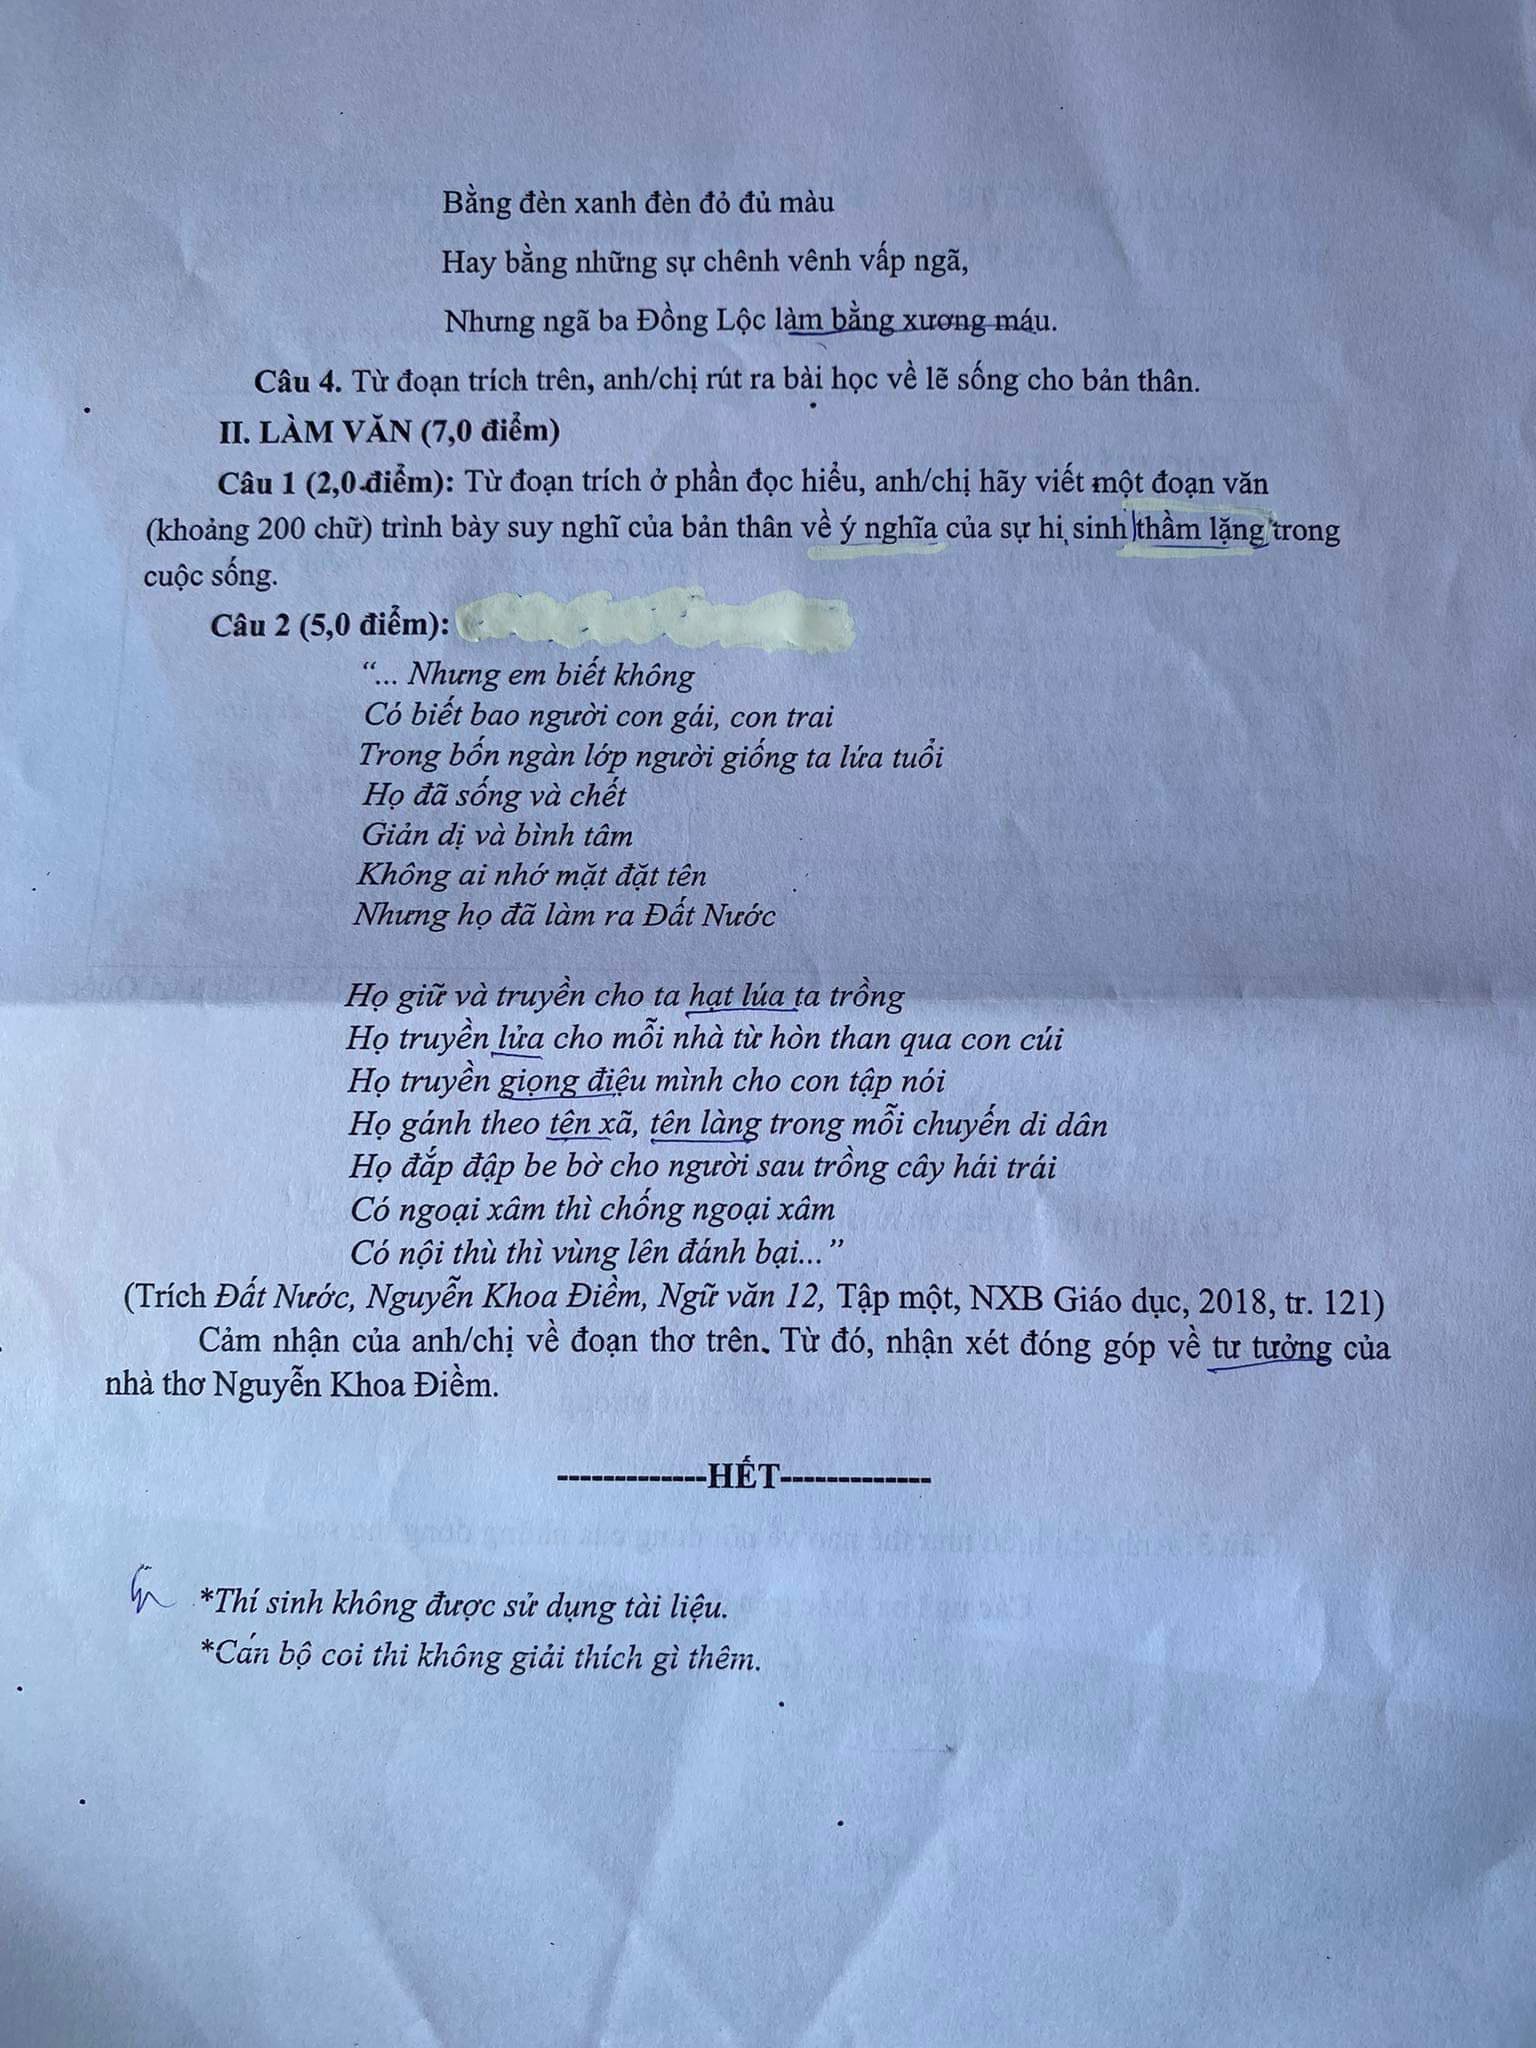 Bằng đèn xanh đèn đỏ đủ màu
Hay bằng những sự chênh vênh vấp ngã,
Nhưng ngã ba Đồng Lộc làm bằng xương máu.
Câu 4. Từ đoạn trích trên, anh/chị rút ra bài học về lẽ sống cho bản thân.
II. LÀM VĂN (7,0 điểm)
Câu 1 (2,0 điểm): Từ đoạn trích ở phần đọc hiểu, anh/chị hãy viết một đoạn văn
(khoảng 200 chữ) trình bày suy nghĩ của bản thân về ý nghĩa của sự hi sinh thầm lặng trong
cuộc sống.
Câu 2 (5,0 điểm):
“... Nhưng em biết không
Có biết bao người con gái, con trai
Trong bốn ngàn lớp người giống ta lứa tuổi
Họ đã sống và chết
Giản dị và bình tâm
Không ai nhớ mặt đặt tên
Nhưng họ đã làm ra Đất Nước
Họ giữ và truyền cho ta hạt lúa ta trồng
Họ truyền lửa cho mỗi nhà từ hòn than qua con cúi
Họ truyền giọng điệu mình cho con tập nói
Họ gánh theo tên xã, tên làng trong mỗi chuyến di dân
Họ đắp đập be bờ cho người sau trồng cây hái trái
Có ngoại xâm thì chống ngoại xâm
Có nội thù thì vùng lên đánh bại...”
(Trích Đất Nước, Nguyễn Khoa Điềm, Ngữ văn 12, Tập một, NXB Giáo dục, 2018, tr. 121)
Cảm nhận của anh/chị về đoạn thơ trên. Từ đó, nhận xét đóng góp về tư tưởng của
nhà thơ Nguyễn Khoa Điềm.
-------------HẾT-------------
*Thí sinh không được sử dụng tài liệu.
*Cán bộ coi thi không giải thích gì thêm.